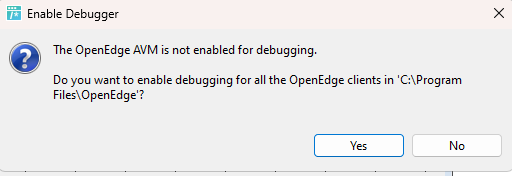 Enable Debugger
The OpenEdge AVM is not enabled for debugging.
Do you want to enable debugging for all the OpenEdge clients in 'C:\Program
Files\OpenEdge'?
Yes No